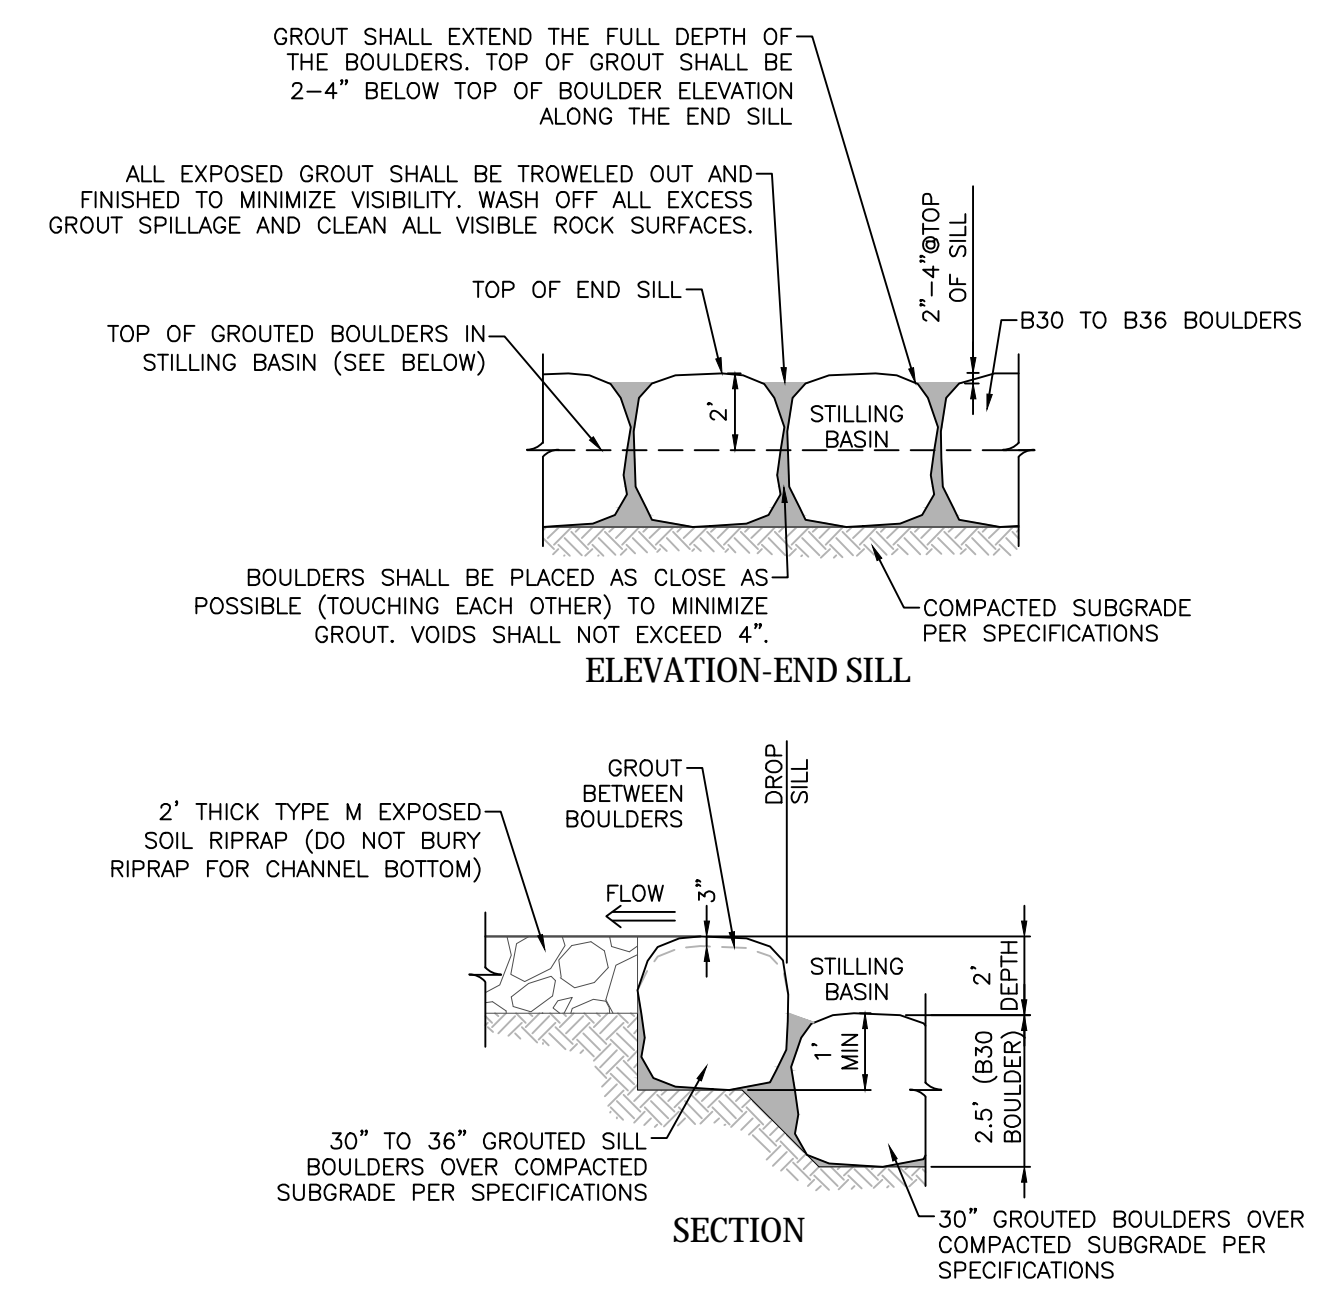 GROUT SHALL EXTEND THE FULL DEPTH OF
THE BOULDERS. TOP OF GROUT SHALL BE
2–4” BELOW TOP OF BOULDER ELEVATION
ALONG THE END SILL
ALL EXPOSED GROUT SHALL BE TROWELED OUT AND
FINISHED TO MINIMIZE VISIBILITY. WASH OFF ALL EXCESS
GROUT SPILLAGE AND CLEAN ALL VISIBLE ROCK SURFACES.
2”–4”@TOP
OF SILL
TOP OF END SILL
B30 TO B36 BOULDERS
TOP OF GROUTED BOULDERS IN
STILLING BASIN (SEE BELOW)
2’
STILLING
BASIN
BOULDERS SHALL BE PLACED AS CLOSE AS
POSSIBLE (TOUCHING EACH OTHER) TO MINIMIZE
GROUT. VOIDS SHALL NOT EXCEED 4”.
COMPACTED SUBGRADE
PER SPECIFICATIONS
ELEVATION-END SILL
GROUT
BETWEEN
BOULDERS
DROP
SILL
2’ THICK TYPE M EXPOSED
SOIL RIPRAP (DO NOT BURY
RIPRAP FOR CHANNEL BOTTOM)
FLOW
3”
STILLING
BASIN
2’
DEPTH
1’
MIN
2.5’ (B30
BOULDER)
30” TO 36” GROUTED SILL
BOULDERS OVER COMPACTED
SUBGRADE PER SPECIFICATIONS
30” GROUTED BOULDERS OVER
COMPACTED SUBGRADE PER
SPECIFICATIONS
SECTION